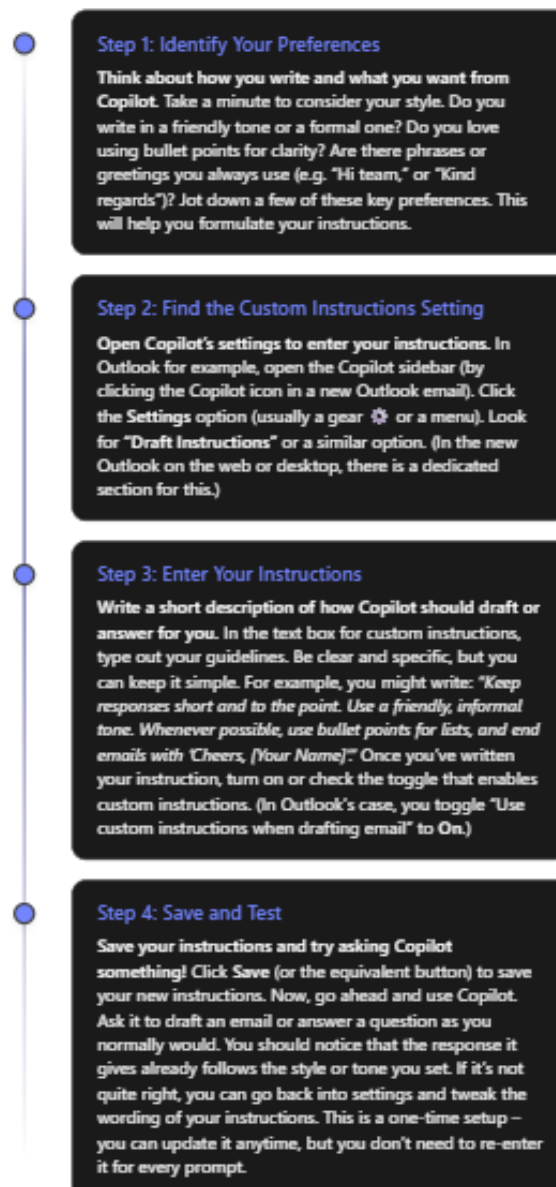 Step 1: Identify Your Preferences
Think about how you write and what you want from
Copilot. Take a minute to consider your style. Do you
write in a friendly tone or a formal one? Do you love
using bullet points for clarity? Are there phrases or
greetings you always use (e.g. “Hi team,” or “Kind
regards”)? Jot down a few of these key preferences. This
will help you formulate your instructions.
Step 2: Find the Custom Instructions Setting
Open Copilot’s settings to enter your instructions. In
Outlook for example, open the Copilot sidebar (by
clicking the Copilot icon in a new Outlook email). Click
the Settings option (usually a gear ⚙ or a menu). Look
for “Draft Instructions” or a similar option. (In the new
Outlook on the web or desktop, there is a dedicated
section for this.)
Step 3: Enter Your Instructions
Write a short description of how Copilot should draft or
answer for you. In the text box for custom instructions,
type out your guidelines. Be clear and specific, but you
can keep it simple. For example, you might write: “Keep
responses short and to the point. Use a friendly, informal
tone. Whenever possible, use bullet points for lists, and end
emails with ‘Cheers, [Your Name]’.” Once you’ve written
your instruction, turn on or check the toggle that enables
custom instructions. (In Outlook’s case, you toggle “Use
custom instructions when drafting email” to On.)
Step 4: Save and Test
Save your instructions and try asking Copilot
something! Click Save (or the equivalent button) to save
your new instructions. Now, go ahead and use Copilot.
Ask it to draft an email or answer a question as you
normally would. You should notice that the response it
gives already follows the style or tone you set. If it’s not
quite right, you can go back into settings and tweak the
wording of your instructions. This is a one-time setup –
you can update it anytime, but you don’t need to re-enter
it for every prompt.